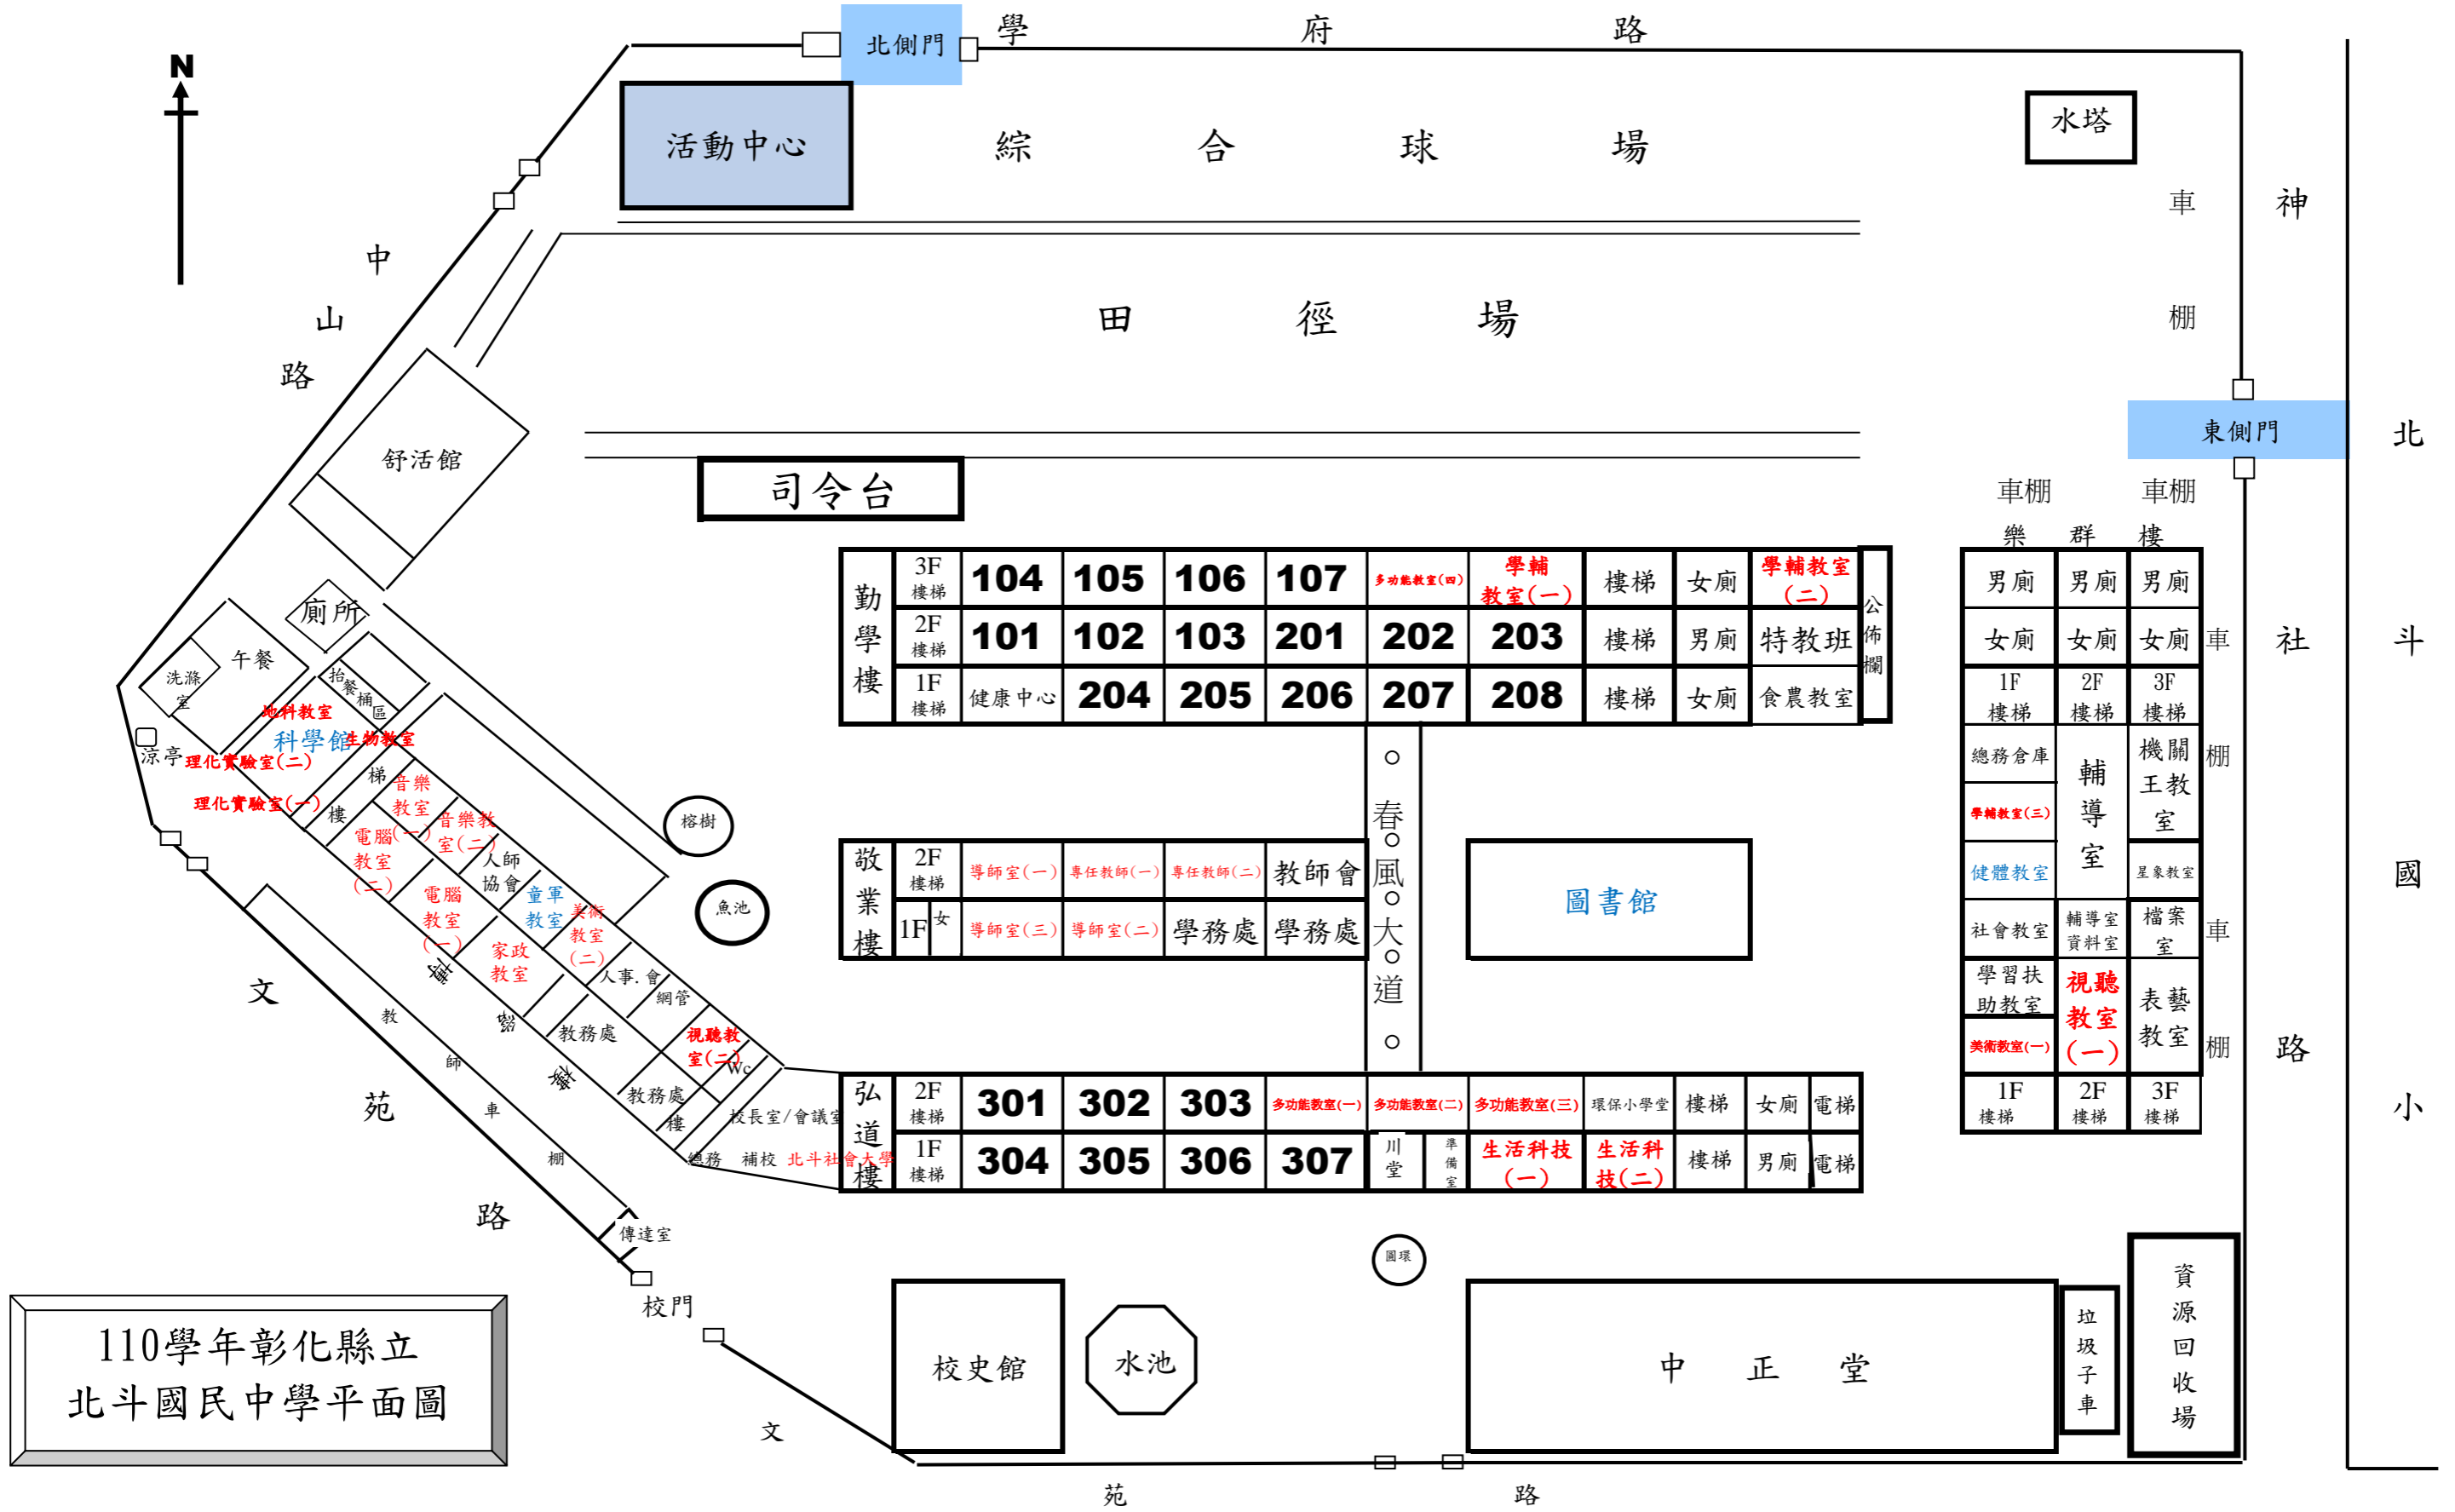 學 府 路
北側門
N
活動中心
綜 合 球 場
水塔
車 棚
神 社 路
中 山 路
田 徑 場
東側門
北 斗 國 小
舒活館
司令台
車棚 車棚
樂 群 樓
勤學樓
3F 樓梯 104 105 106 107 多功能教室(四) 學輔教室(一) 樓梯 女廁 學輔教室(二)
2F 樓梯 101 102 103 201 202 203 樓梯 男廁 特教班
1F 樓梯 健康中心 204 205 206 207 208 樓梯 女廁 食農教室
公佈欄
男廁 男廁 男廁
女廁 女廁 女廁
1F 樓梯 2F 樓梯 3F 樓梯
總務倉庫 輔導室 機關王教室
學輔教室(三)
健體教室 星象教室
社會教室 輔導室資料室 檔案室
學習扶助教室 視聽教室(一) 表藝教室
美術教室(一)
1F 樓梯 2F 樓梯 3F 樓梯
車 棚
車 棚
廁所
午餐
洗滌室
抬餐桶區
地科教室
科學館
生物教室
理化實驗室(二)
理化實驗室(一)
涼亭
樓梯
音樂教室(一)
音樂教室(二)
電腦教室(二)
電腦教室(一)
人師協會
童軍教室
美術教室(二)
家政教室
人事.會
網管
教務處
視聽教室(二)
教務處
Wc
樓
校長室/會議室
總務 補校 北斗社會大學
榕樹
魚池
敬業樓
2F 樓梯 導師室(一) 專任教師(一) 專任教師(二) 教師會
1F 女 導師室(三) 導師室(二) 學務處 學務處
春風大道
圖書館
弘道樓
2F 樓梯 301 302 303 多功能教室(一) 多功能教室(二) 多功能教室(三) 環保小學堂 樓梯 女廁 電梯
1F 樓梯 304 305 306 307 川堂 準備室 生活科技(一) 生活科技(二) 樓梯 男廁 電梯
教師車棚
文 苑 路
傳達室
校門
圓環
校史館
水池
中 正 堂
垃圾子車
資源回收場
110學年彰化縣立
北斗國民中學平面圖
文 苑 路